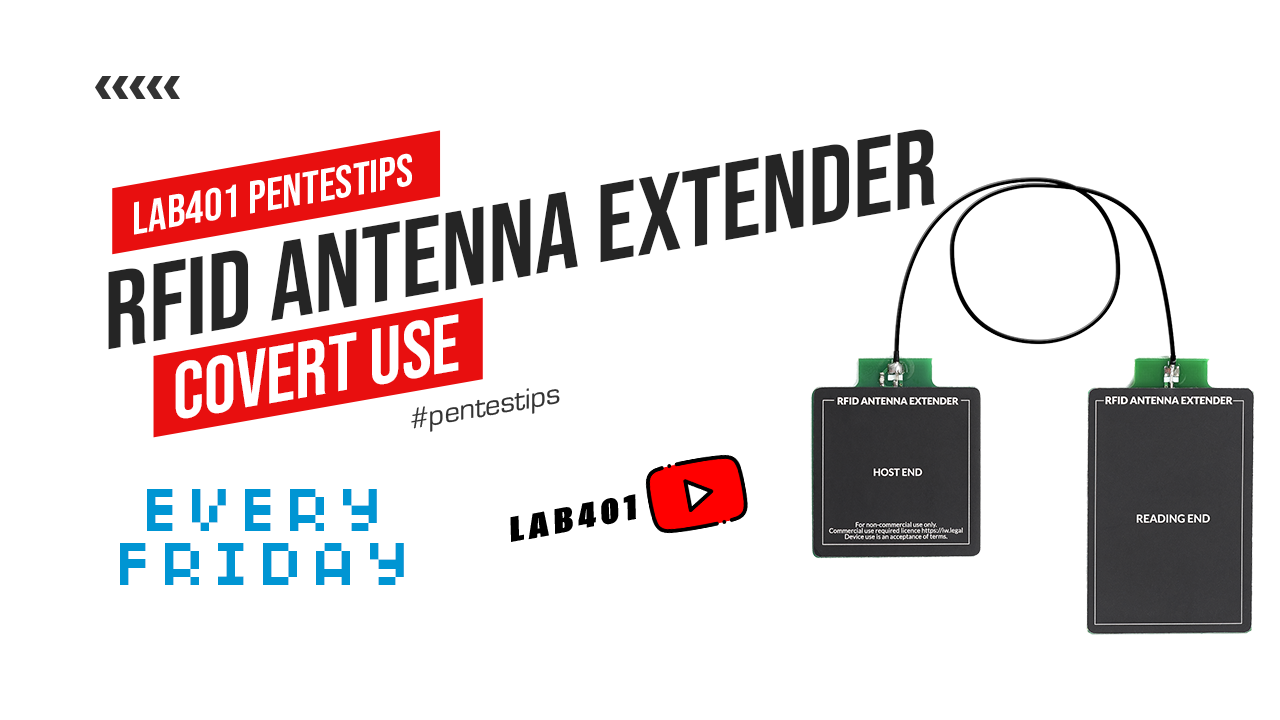 LAB401 PENTESTIPS
RFID ANTENNA EXTENDER
COVERT USE
#pentestips
EVERY
FRIDAY
LAB401
RFID ANTENNA EXTENDER
HOST END
For non-commercial use only.
Commercial use required licence https://iw.legal
Device use is an acceptance of terms.
RFID ANTENNA EXTENDER
READING END